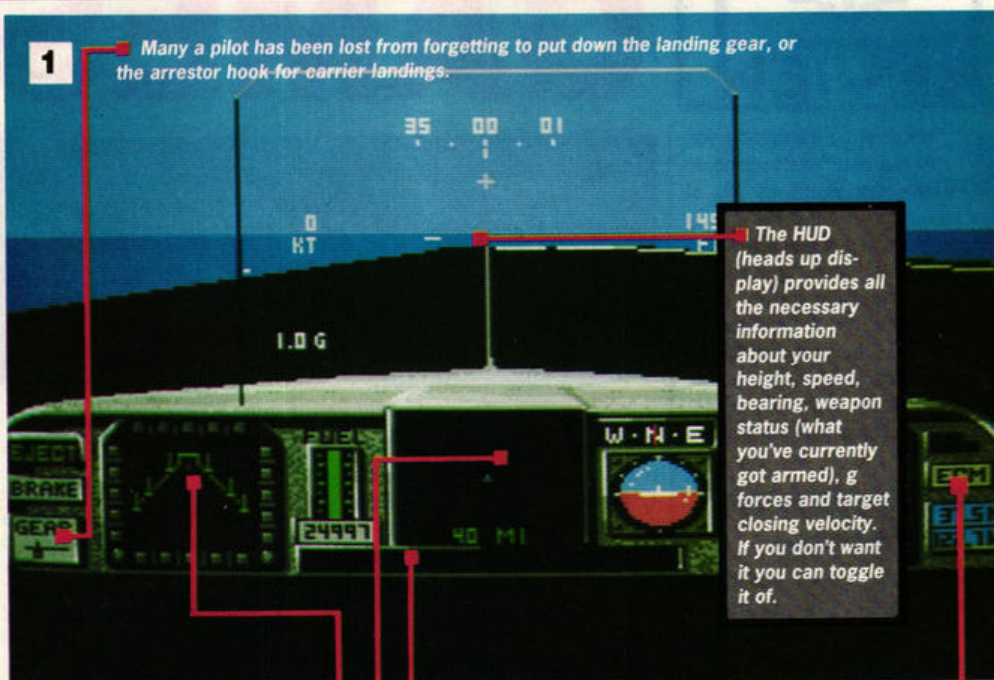 1
Many a pilot has been lost from forgetting to put down the landing gear, or
the arrestor hook for carrier landings.
35 00 01
0
KT
1.0 G
The HUD
(heads up dis-
play) provides all
the necessary
information
about your
height, speed,
bearing, weapon
status (what
you've currently
got armed), g
forces and target
closing velocity.
If you don't want
it you can toggle
it of.
EJECT
BRAKE
GEAR
FUEL
24997
40 MI
W · N · E
ECM